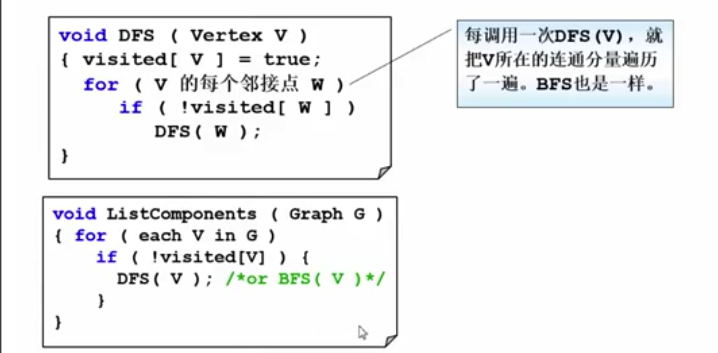 void DFS ( Vertex V )
{ visited[ V ] = true;
for ( V 的每个邻接点 W )
if ( !visited[ W ] )
DFS( W );
}
每调用一次DFS(V)，就
把V所在的连通分量遍历
了一遍。BFS也是一样。
void ListComponents ( Graph G )
{ for ( each V in G )
if ( !visited[V] ) {
DFS( V ); /*or BFS( V )*/
}
}